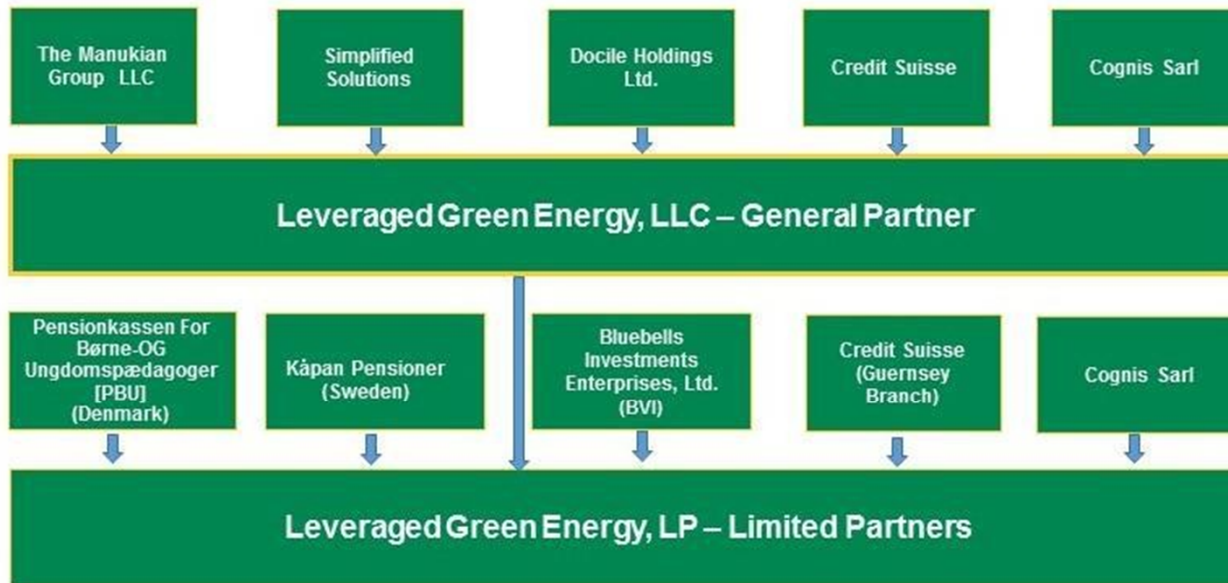 The Manukian
Group LLC
Simplified
Solutions
Docile Holdings
Ltd.
Credit Suisse
Cognis Sarl
Leveraged Green Energy, LLC – General Partner
Pensionkassen For
Børne-OG
Ungdomspædagoger
[PBU]
(Denmark)
Kåpan Pensioner
(Sweden)
Bluebells
Investments
Enterprises, Ltd.
(BVI)
Credit Suisse
(Guernsey
Branch)
Cognis Sarl
Leveraged Green Energy, LP – Limited Partners